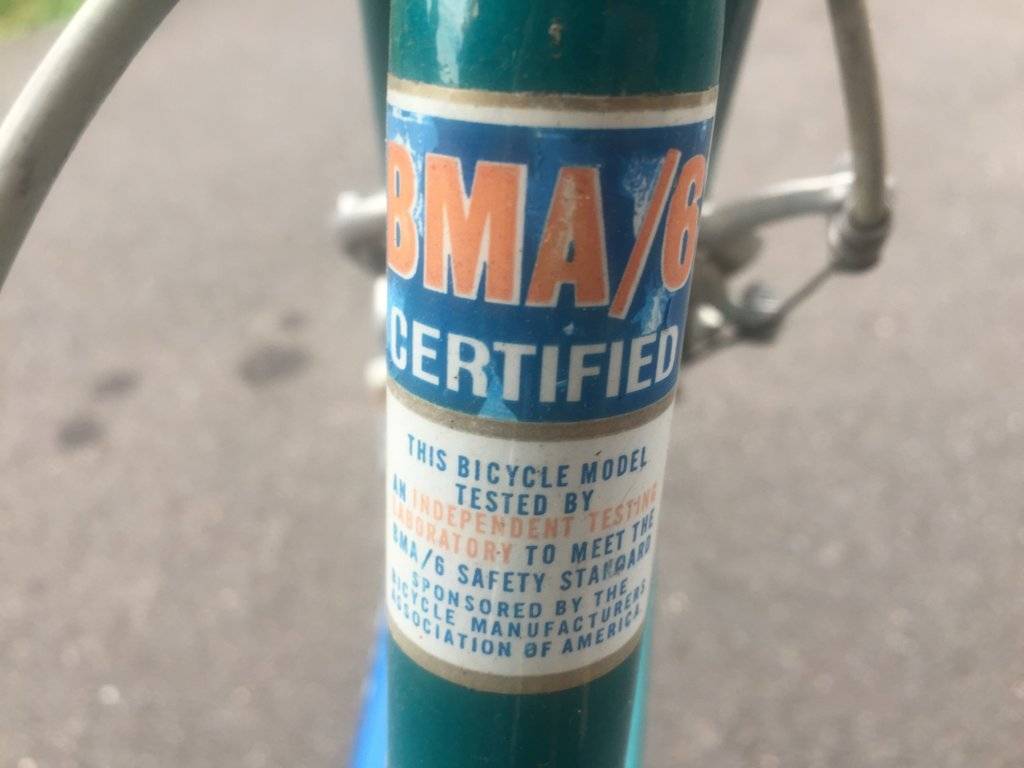 BMA/6
CERTIFIED
THIS BICYCLE MODEL
TESTED BY
AN INDEPENDENT TESTING
LABORATORY TO MEET THE
BMA/6 SAFETY STANDARD
SPONSORED BY THE
BICYCLE MANUFACTURERS
ASSOCIATION OF AMERICA